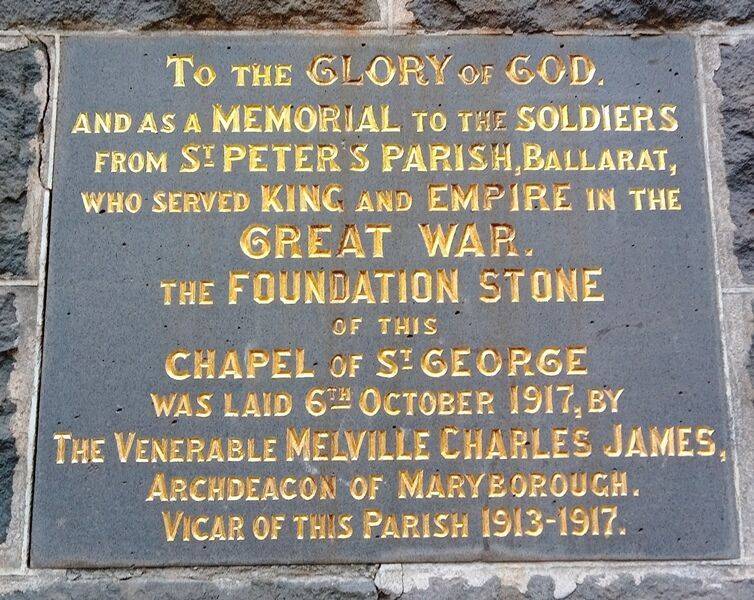 TO THE GLORY OF GOD.
AND AS A MEMORIAL TO THE SOLDIERS
FROM ST PETER'S PARISH, BALLARAT,
WHO SERVED KING AND EMPIRE IN THE
GREAT WAR.
THE FOUNDATION STONE
OF THIS
CHAPEL OF ST GEORGE
WAS LAID 6TH OCTOBER 1917, BY
THE VENERABLE MELVILLE CHARLES JAMES,
ARCHDEACON OF MARYBOROUGH.
VICAR OF THIS PARISH 1913-1917.